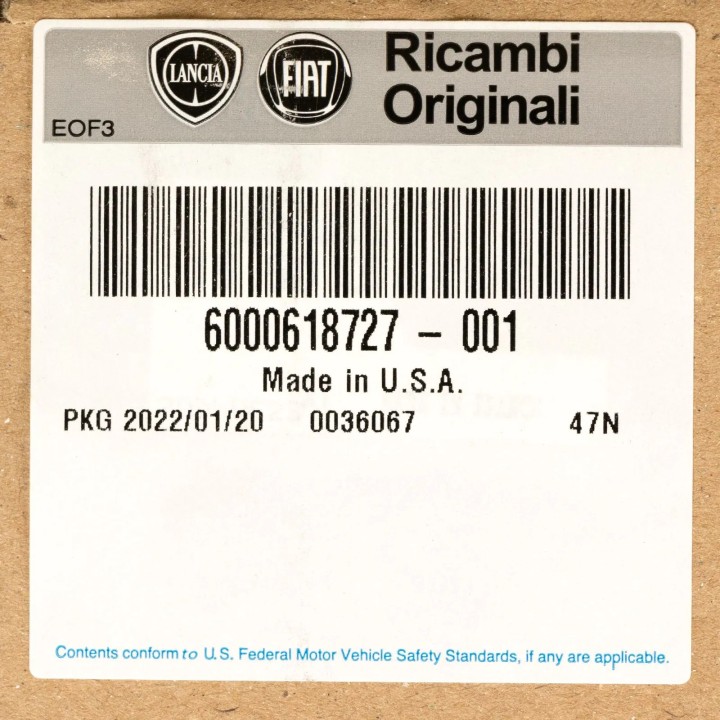 LANCIA FIAT Ricambi
Originali
EOF3
6000618727 - 001
Made in U.S.A.
PKG 2022/01/20 0036067 47N
Contents conform to U.S. Federal Motor Vehicle Safety Standards, if any are applicable.